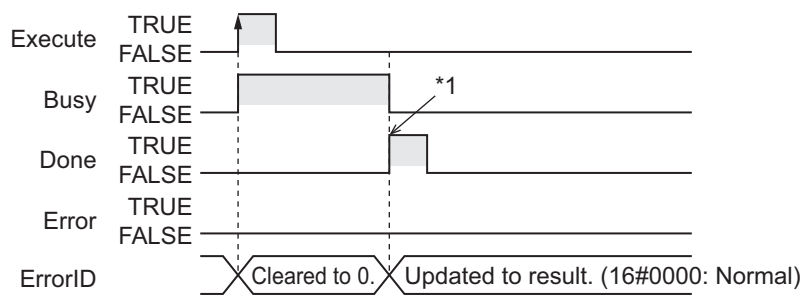 Execute TRUE
FALSE
Busy TRUE
FALSE
*1
Done TRUE
FALSE
Error TRUE
FALSE
ErrorID Cleared to 0. Updated to result. (16#0000: Normal)